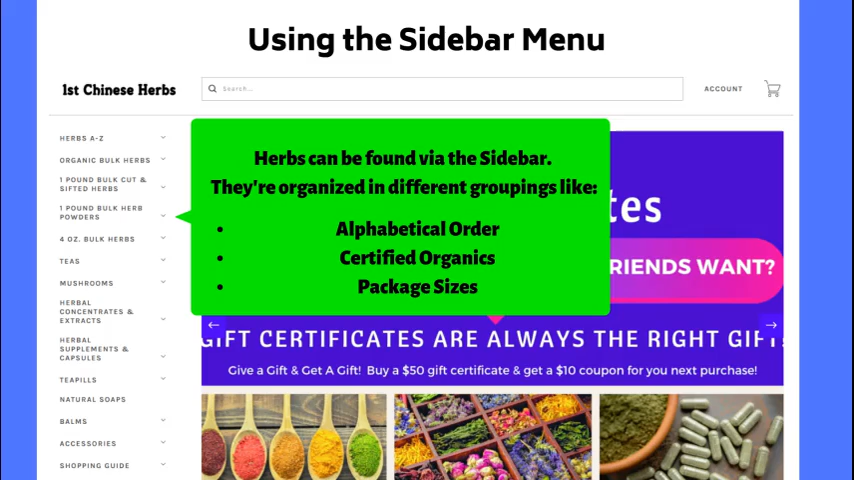 Using the Sidebar Menu
1st Chinese Herbs
Search...
ACCOUNT
HERBS A-Z
ORGANIC BULK HERBS
1 POUND BULK CUT &
SIFTED HERBS
1 POUND BULK HERB
POWDERS
4 OZ. BULK HERBS
TEAS
MUSHROOMS
HERBAL
CONCENTRATES &
EXTRACTS
HERBAL
SUPPLEMENTS &
CAPSULES
TEAPILLS
NATURAL SOAPS
BALMS
ACCESSORIES
SHOPPING GUIDE
Herbs can be found via the Sidebar.
They're organized in different groupings like:
• Alphabetical Order
• Certified Organics
• Package Sizes
tes
RIENDS WANT?
GIFT CERTIFICATES ARE ALWAYS THE RIGHT GIFT
Give a Gift & Get A Gift! Buy a $50 gift certificate & get a $10 coupon for you next purchase!